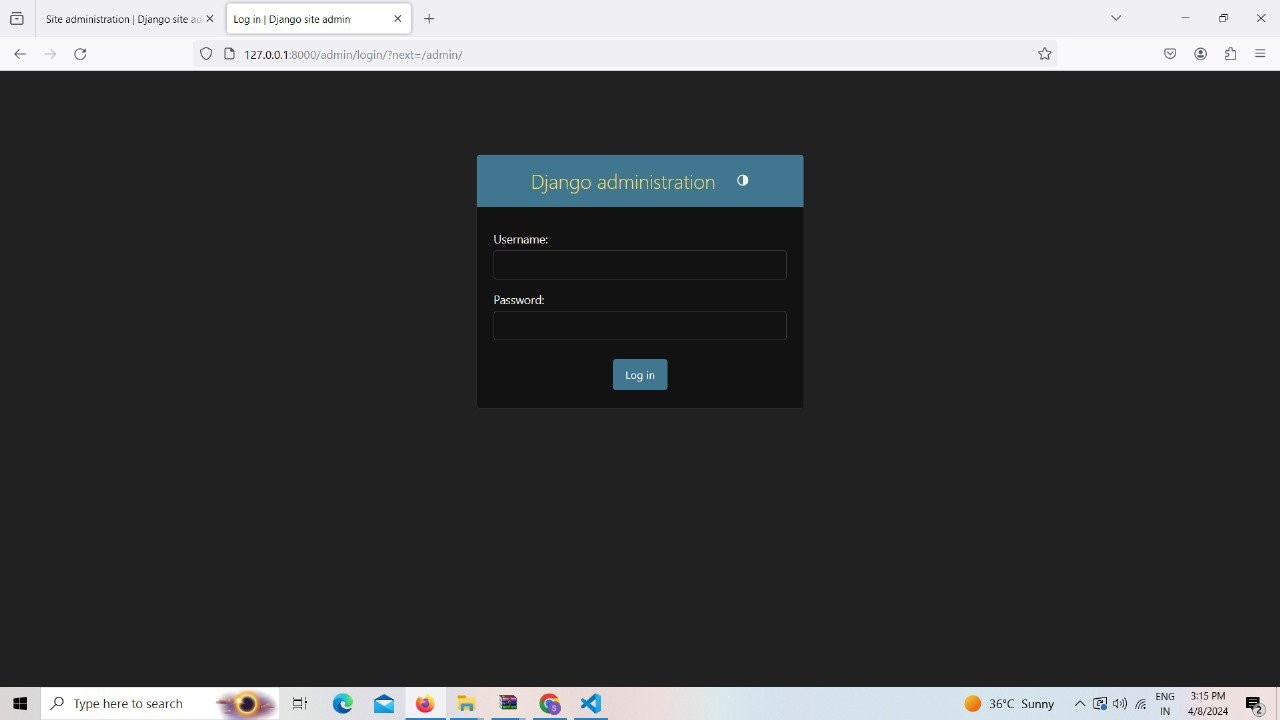 Site administration | Django site ad
Log in | Django site admin
127.0.0.1:8000/admin/login/?next=/admin/
Django administration
Username:
Password:
Log in
Type here to search
36°C Sunny
ENG
IN
3:15 PM
4/8/2024
2